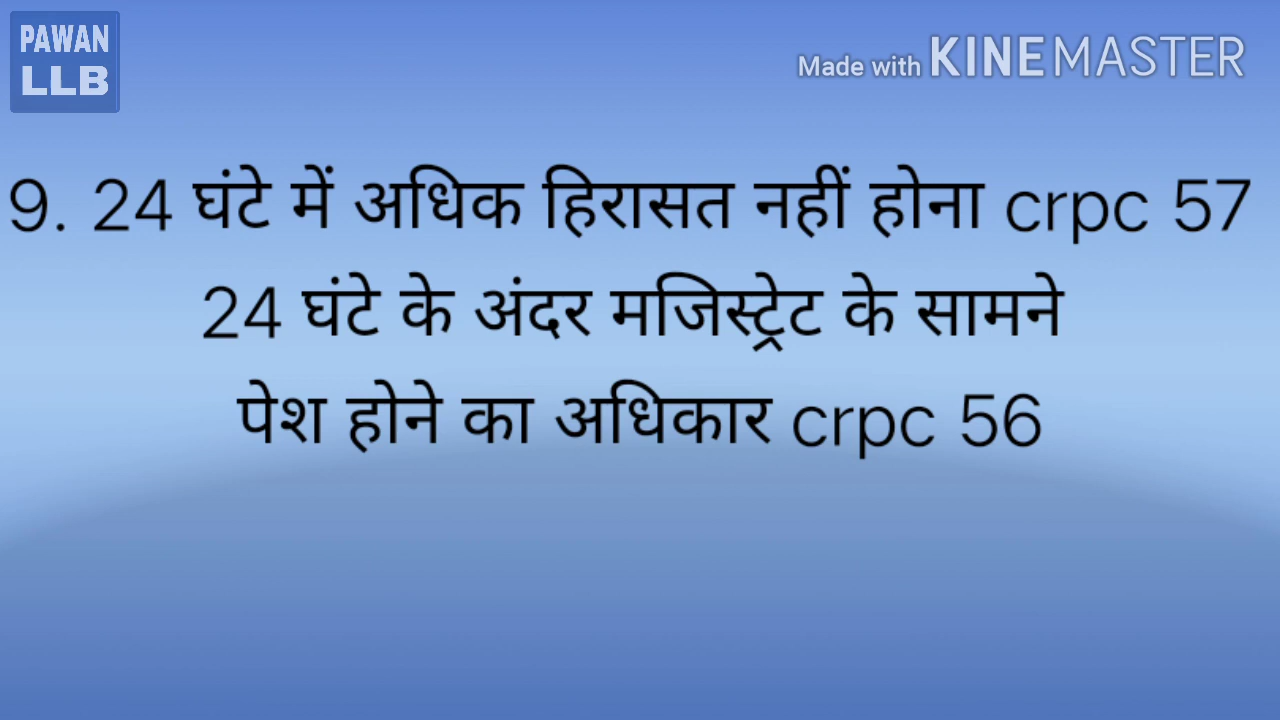 PAWAN
LLB
Made with KINEMASTER
9. 24 घंटे में अधिक हिरासत नहीं होना crpc 57
24 घंटे के अंदर मजिस्ट्रेट के सामने
पेश होने का अधिकार crpc 56